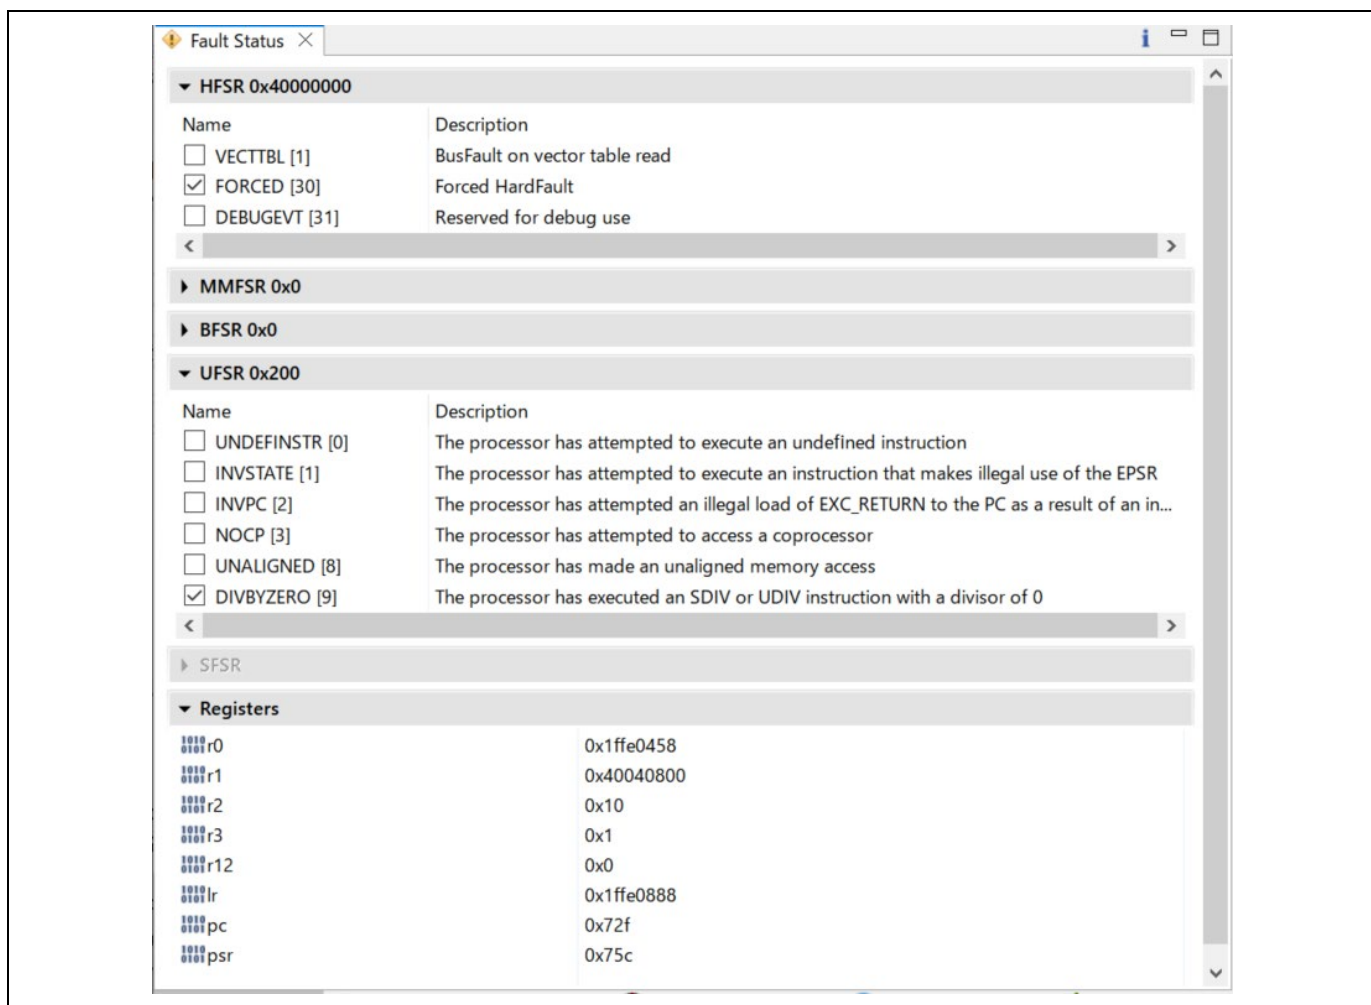 Fault Status
HFSR 0x40000000
Name Description
VECTTBL [1] BusFault on vector table read
FORCED [30] Forced HardFault
DEBUGEVT [31] Reserved for debug use
MMFSR 0x0
BFSR 0x0
UFSR 0x200
Name Description
UNDEFINSTR [0] The processor has attempted to execute an undefined instruction
INVSTATE [1] The processor has attempted to execute an instruction that makes illegal use of the EPSR
INVPC [2] The processor has attempted an illegal load of EXC_RETURN to the PC as a result of an in...
NOCP [3] The processor has attempted to access a coprocessor
UNALIGNED [8] The processor has made an unaligned memory access
DIVBYZERO [9] The processor has executed an SDIV or UDIV instruction with a divisor of 0
SFSR
Registers
r0 0x1ffe0458
r1 0x40040800
r2 0x10
r3 0x1
r12 0x0
lr 0x1ffe0888
pc 0x72f
psr 0x75c